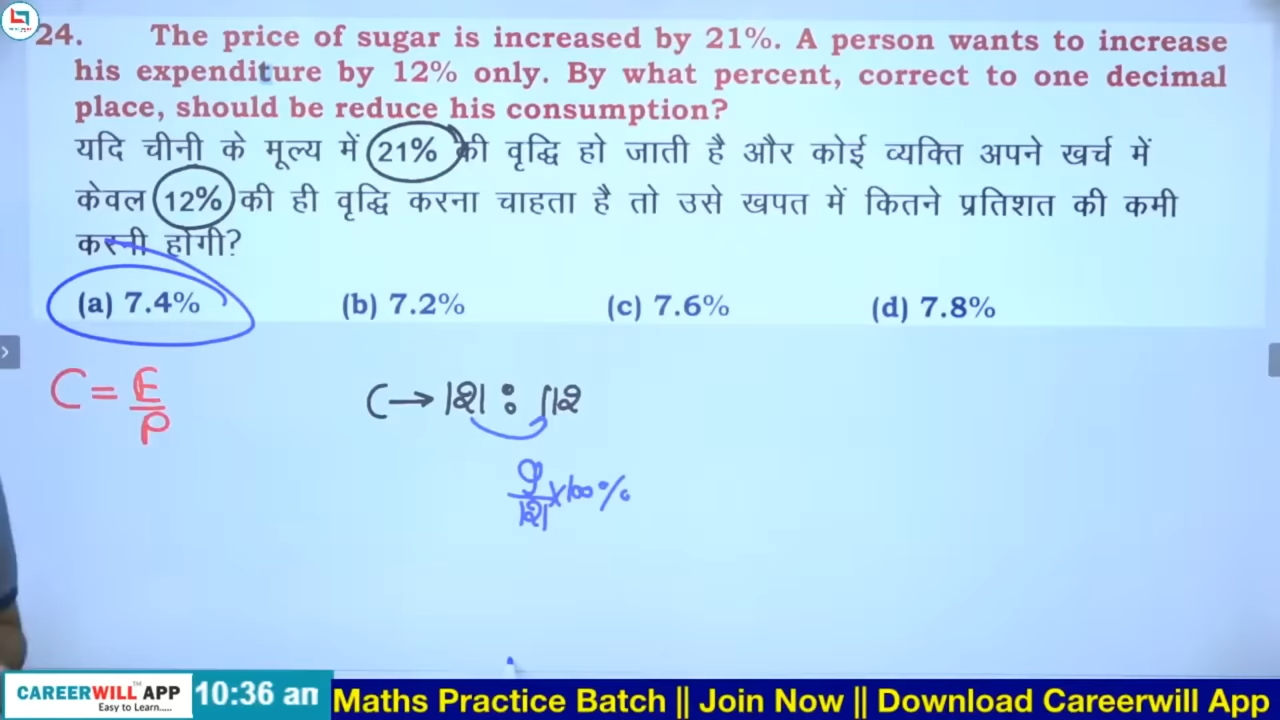 24. The price of sugar is increased by 21%. A person wants to increase
his expenditure by 12% only. By what percent, correct to one decimal
place, should be reduce his consumption?
यदि चीनी के मूल्य में 21% की वृद्धि हो जाती है और कोई व्यक्ति अपने खर्च में
केवल 12% की ही वृद्धि करना चाहता है तो उसे खपत में कितने प्रतिशत की कमी
करनी होगी?
(a) 7.4% (b) 7.2% (c) 7.6% (d) 7.8%
C = E/P
C → 121 : 112
9/121 × 100%
CAREERWILL APP
Easy to Learn.....
10:36 an
Maths Practice Batch || Join Now || Download Careerwill App